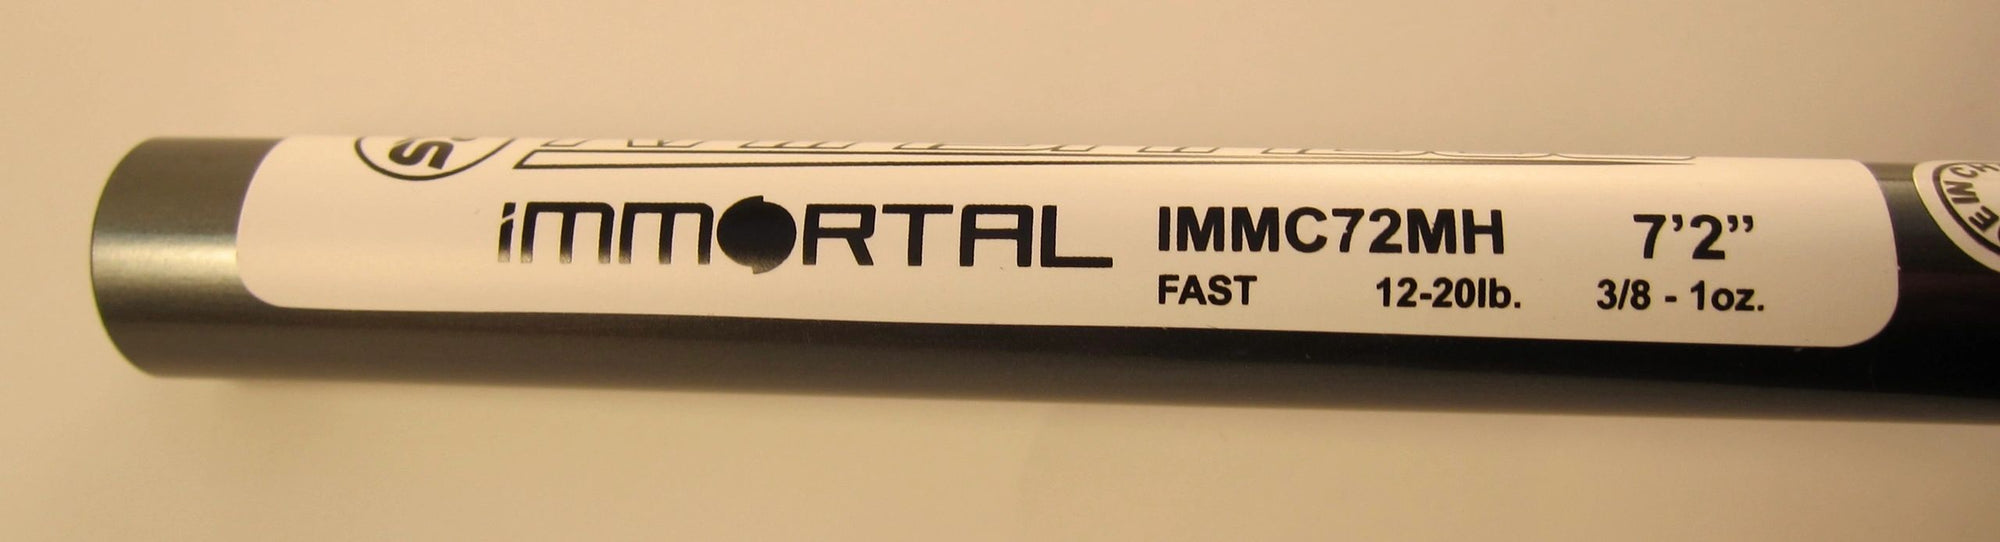 iMMORTAL IMMC72MH 7’2”
FAST 12-20lb. 3/8 - 1oz.